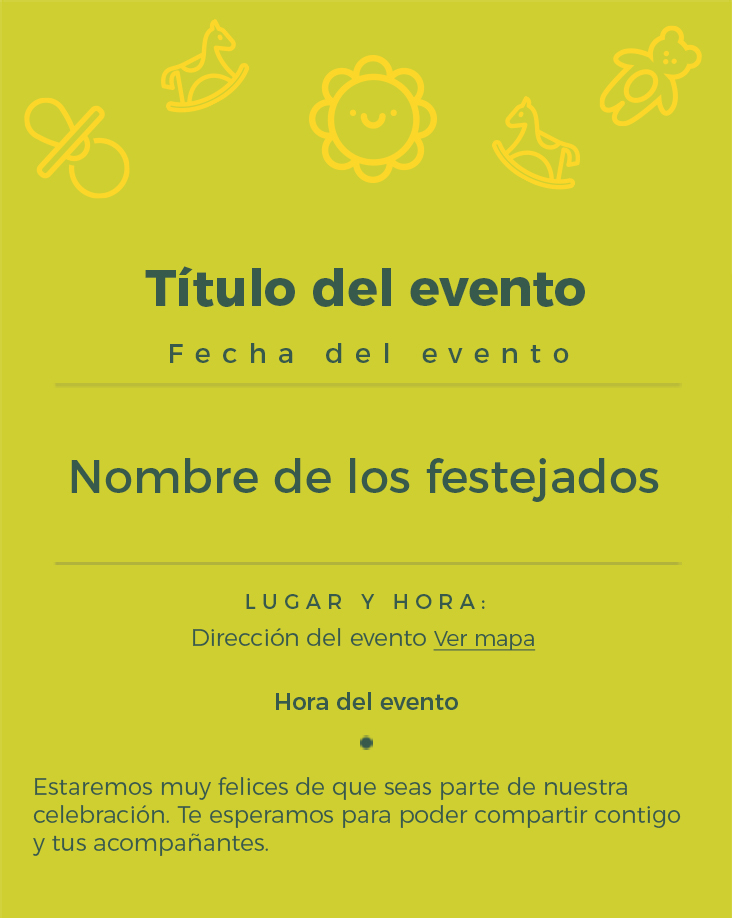 Título del evento
Fecha del evento
Nombre de los festejados
LUGAR Y HORA:
Dirección del evento Ver mapa
Hora del evento
Estaremos muy felices de que seas parte de nuestra
celebración. Te esperamos para poder compartir contigo
y tus acompañantes.